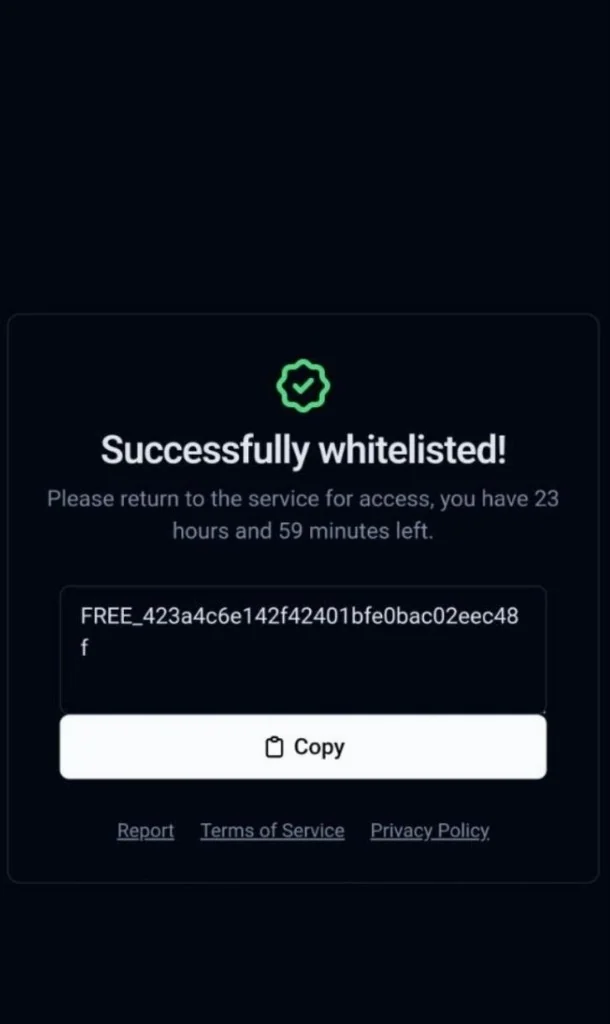 Successfully whitelisted!
Please return to the service for access, you have 23
hours and 59 minutes left.
FREE_423a4c6e142f42401bfe0bac02eec48
f
Copy
Report Terms of Service Privacy Policy